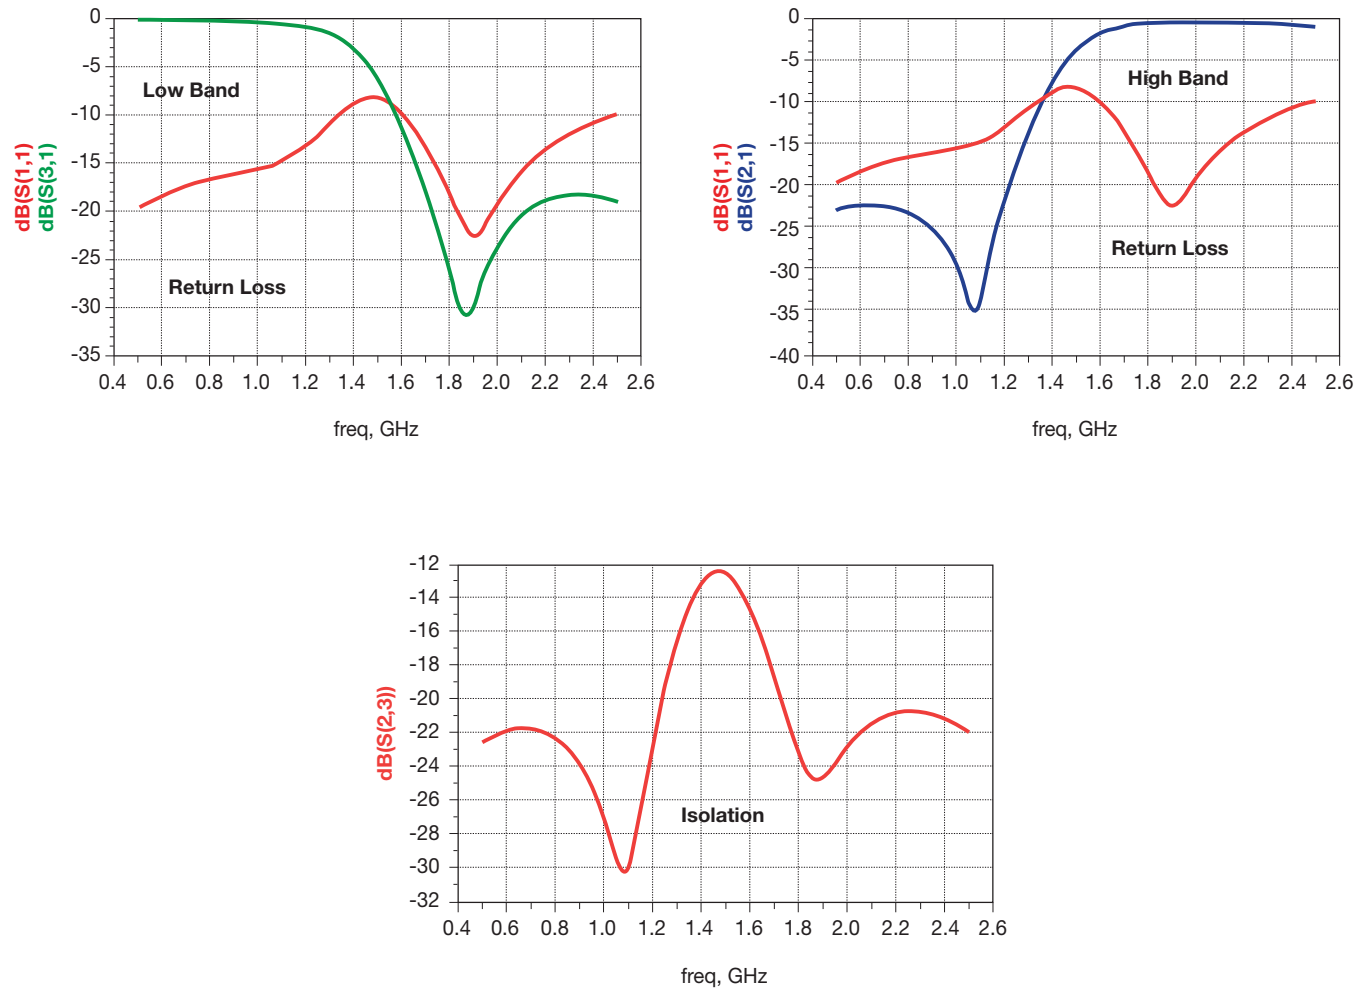 dB(S(1,1)
dB(S(3,1)
0
-5
-10
-15
-20
-25
-30
-35
Low Band
Return Loss
0.4 0.6 0.8 1.0 1.2 1.4 1.6 1.8 2.0 2.2 2.4 2.6
freq, GHz
dB(S(1,1)
dB(S(2,1)
0
-5
-10
-15
-20
-25
-30
-35
-40
High Band
Return Loss
0.4 0.6 0.8 1.0 1.2 1.4 1.6 1.8 2.0 2.2 2.4 2.6
freq, GHz
dB(S(2,3))
-12
-14
-16
-18
-20
-22
-24
-26
-28
-30
-32
Isolation
0.4 0.6 0.8 1.0 1.2 1.4 1.6 1.8 2.0 2.2 2.4 2.6
freq, GHz